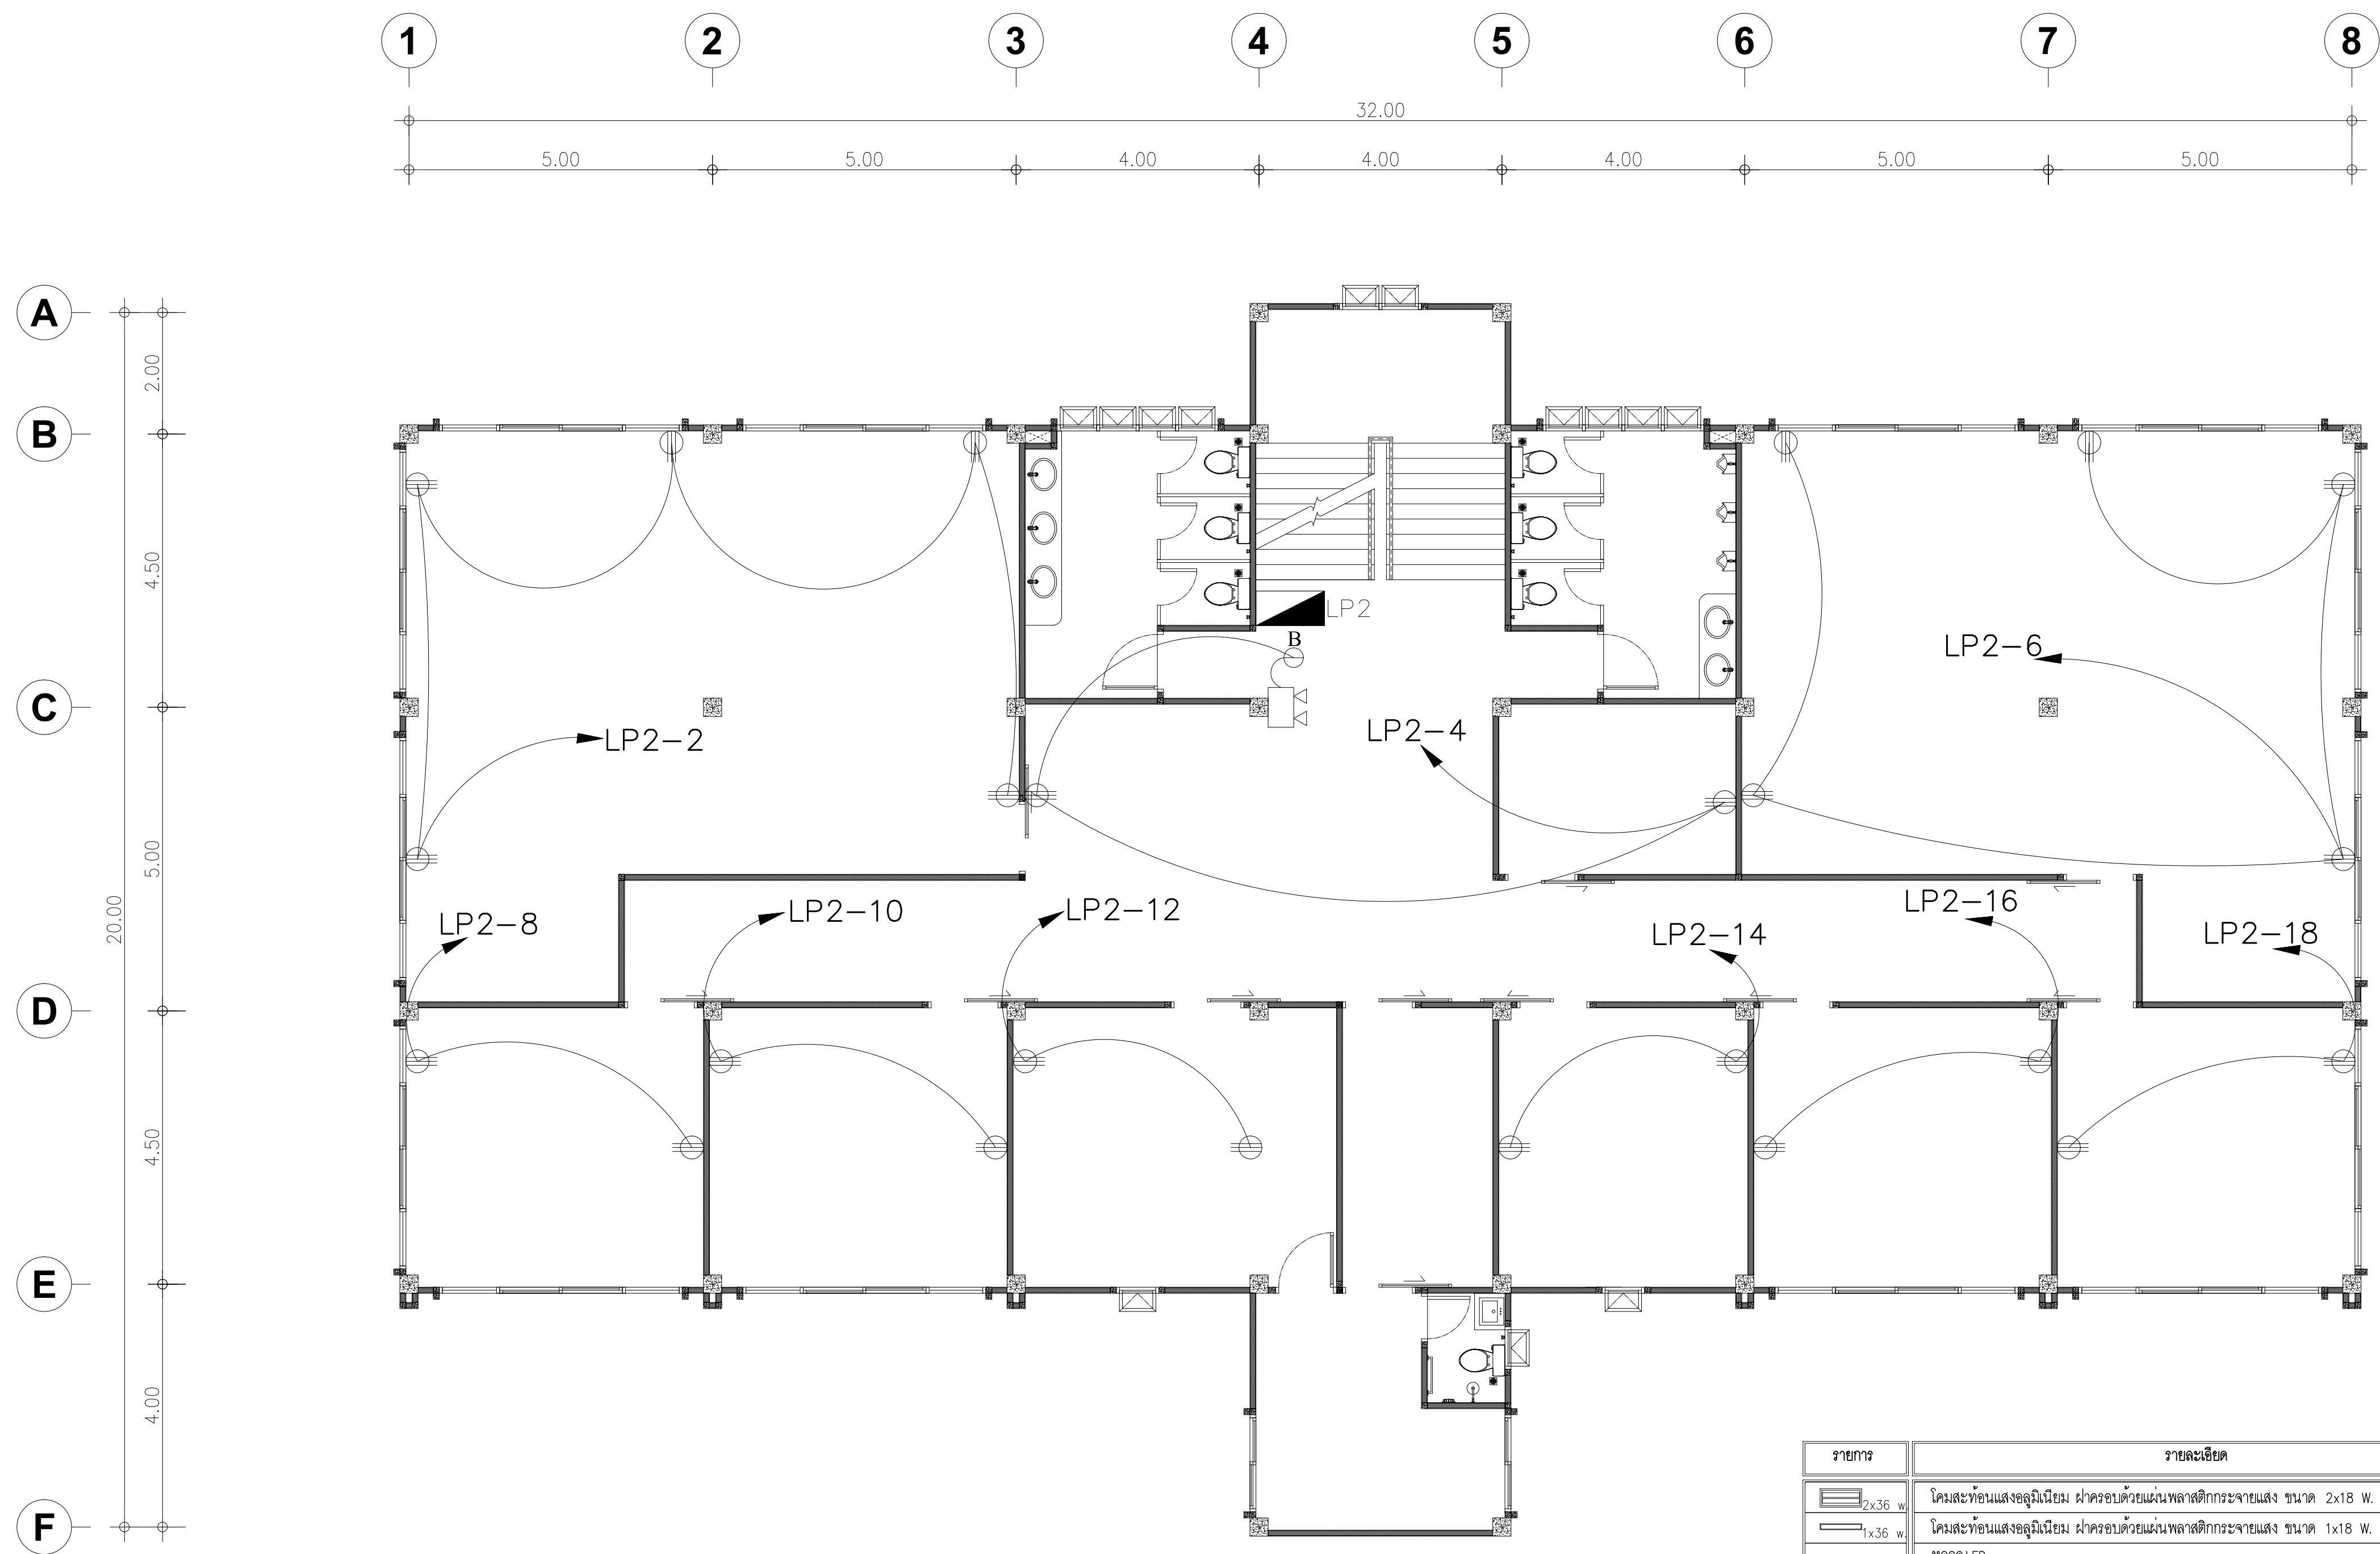 1 2 3 4 5 6 7 8
32.00
5.00 5.00 4.00 4.00 4.00 5.00 5.00
A
2.00
B
4.50
LP2
B
LP2-6
C
LP2-4
LP2-2
5.00
20.00
LP2-8 LP2-10 LP2-12 LP2-14 LP2-16 LP2-18
D
4.50
E
4.00
F
รายการ รายละเอียด
2x36 w. โคมสะท้อนแสงอลูมิเนียม ฝาครอบด้วยแผ่นพลาสติกกระจายแสง ขนาด 2x18 W.
1x36 w. โคมสะท้อนแสงอลูมิเนียม ฝาครอบด้วยแผ่นพลาสติกกระจายแสง ขนาด 1x18 W.